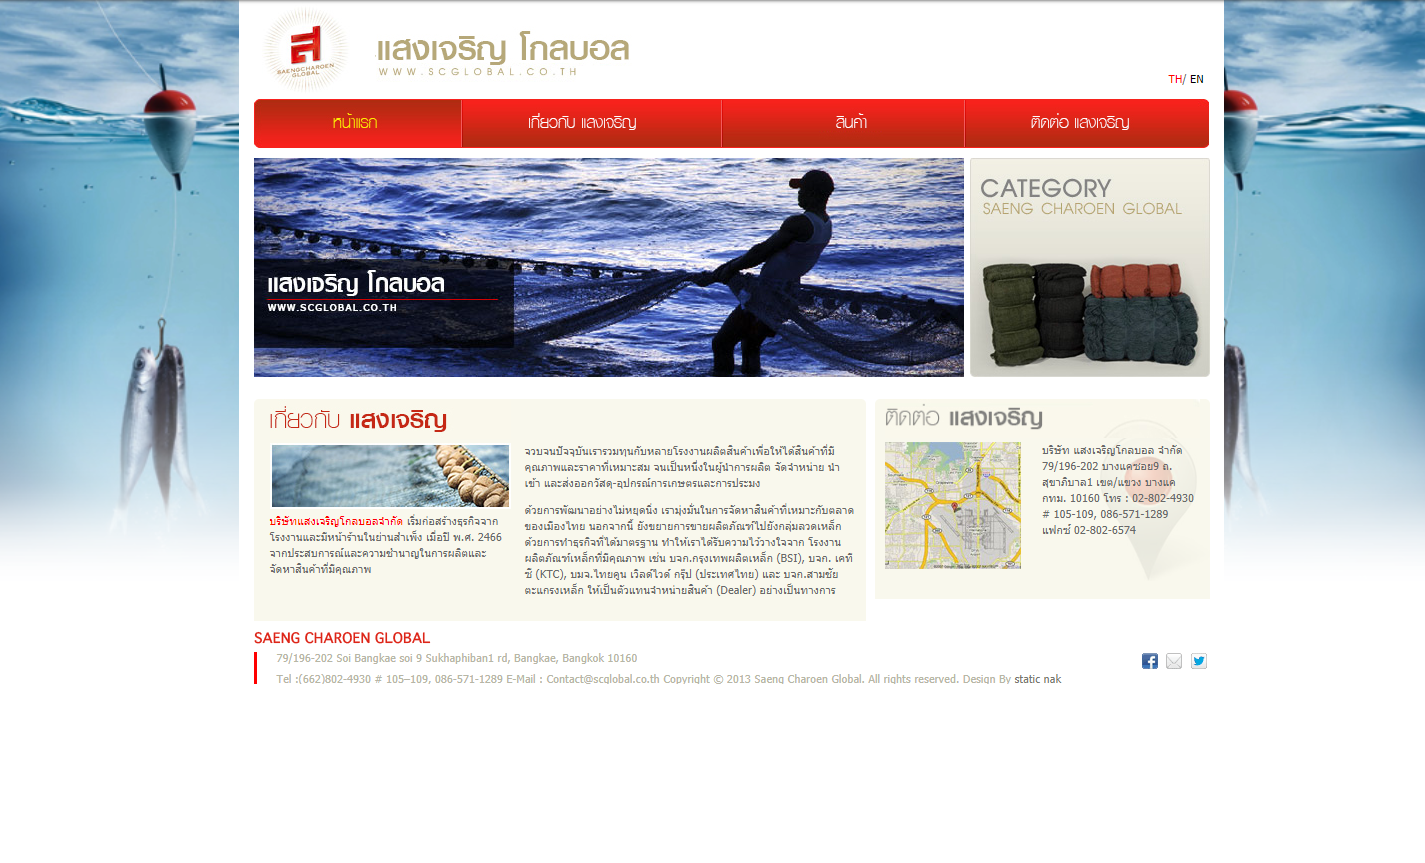 SAENGCHAROEN
GLOBAL
แสงเจริญ โกลบอล
WWW.SCGLOBAL.CO.TH
TH/ EN
หน้าแรก
เกี่ยวกับ แสงเจริญ
สินค้า
ติดต่อ แสงเจริญ
แสงเจริญ โกลบอล
WWW.SCGLOBAL.CO.TH
CATEGORY
SAENG CHAROEN GLOBAL
เกี่ยวกับ แสงเจริญ
บริษัทแสงเจริญโกลบอลจำกัด เริ่มก่อสร้างธุรกิจจาก
โรงงานและมีหน้าร้านในย่านสำเพ็ง เมื่อปี พ.ศ. 2466
จากประสบการณ์และความชำนาญในการผลิตและ
จัดหาสินค้าที่มีคุณภาพ
จวบจนปัจจุบันเรารวมทุนกับหลายโรงงานผลิตสินค้าเพื่อให้ได้สินค้าที่มี
คุณภาพและราคาที่เหมาะสม จนเป็นหนึ่งในผู้นำการผลิต จัดจำหน่าย นำ
เข้า และส่งออกวัสดุ-อุปกรณ์การเกษตรและการประมง
ด้วยการพัฒนาอย่างไม่หยุดนิ่ง เรามุ่งมั่นในการจัดหาสินค้าที่เหมาะกับตลาด
ของเมืองไทย นอกจากนี้ ยังขยายการขายผลิตภัณฑ์ไปยังกลุ่มลวดเหล็ก
ด้วยการทำธุรกิจที่ได้มาตรฐาน ทำให้เราได้รับความไว้วางใจจาก โรงงาน
ผลิตภัณฑ์เหล็กที่มีคุณภาพ เช่น บจก.กรุงเทพผลิตเหล็ก (BSI), บจก. เคที
ซี (KTC), บมจ.ไทยคูน เวิลด์ไวด์ กรุ๊ป (ประเทศไทย) และ บจก.สามชัย
ตะแกรงเหล็ก ให้เป็นตัวแทนจำหน่ายสินค้า (Dealer) อย่างเป็นทางการ
ติดต่อ แสงเจริญ
บริษัท แสงเจริญโกลบอล จำกัด
79/196-202 บางแคซอย9 ถ.
สุขาภิบาล1 เขต/แขวง บางแค
กทม. 10160 โทร : 02-802-4930
# 105-109, 086-571-1289
แฟกซ์ 02-802-6574
SAENG CHAROEN GLOBAL
79/196-202 Soi Bangkae soi 9 Sukhaphiban1 rd, Bangkae, Bangkok 10160
Tel :(662)802-4930 # 105–109, 086-571-1289 E-Mail : Contact@scglobal.co.th Copyright © 2013 Saeng Charoen Global. All rights reserved. Design By static nak